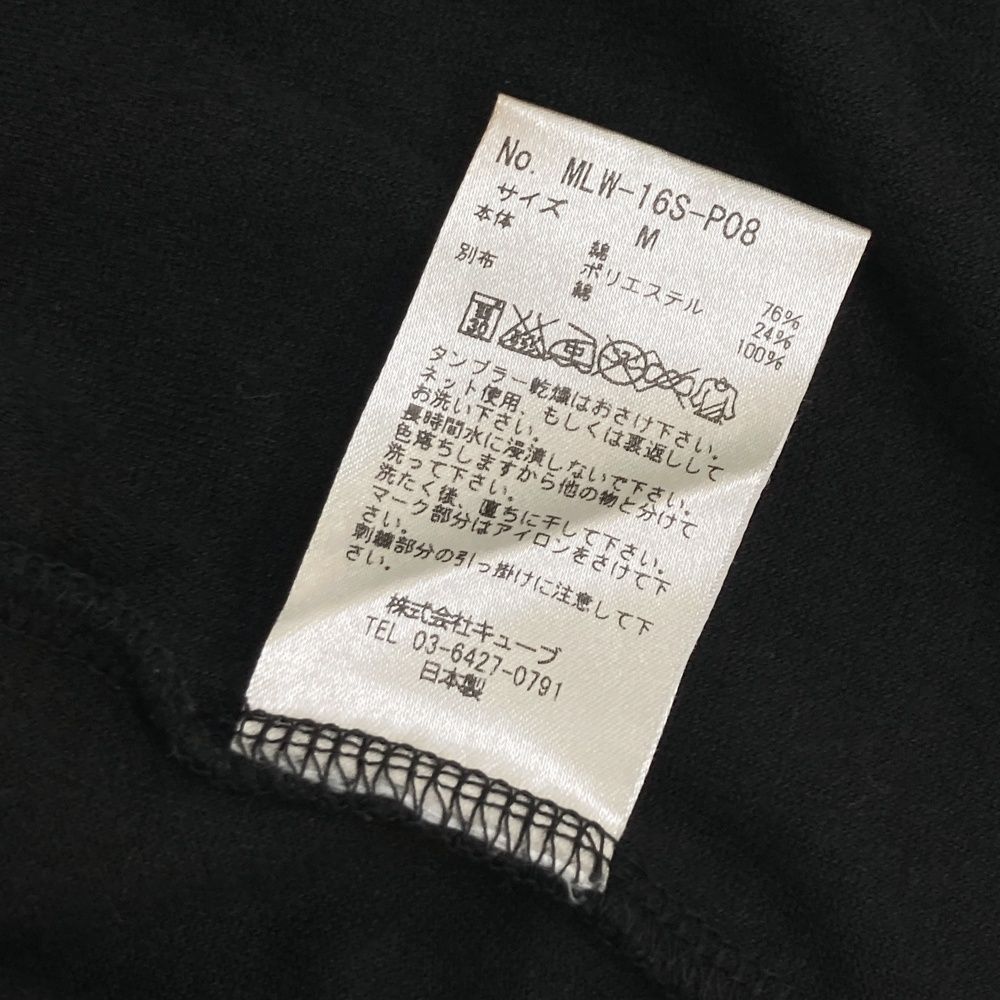 No. MLW-16S-P08
サイズ M
本体 綿 76%
ポリエステル 24%
別布 綿 100%
30
中
タンブラー乾燥はおさけ下さい。
ネット使用、もしくは裏返しして
お洗い下さい。
長時間水に浸漬しないで下さい。
色落ちしますから他の物と分けて
洗って下さい。
洗たく後、直ちに干して下さい。
マーク部分はアイロンをさけて下
さい。
刺繍部分の引っ掛けに注意して下
さい。
株式会社キューブ
TEL 03-6427-0791
日本製